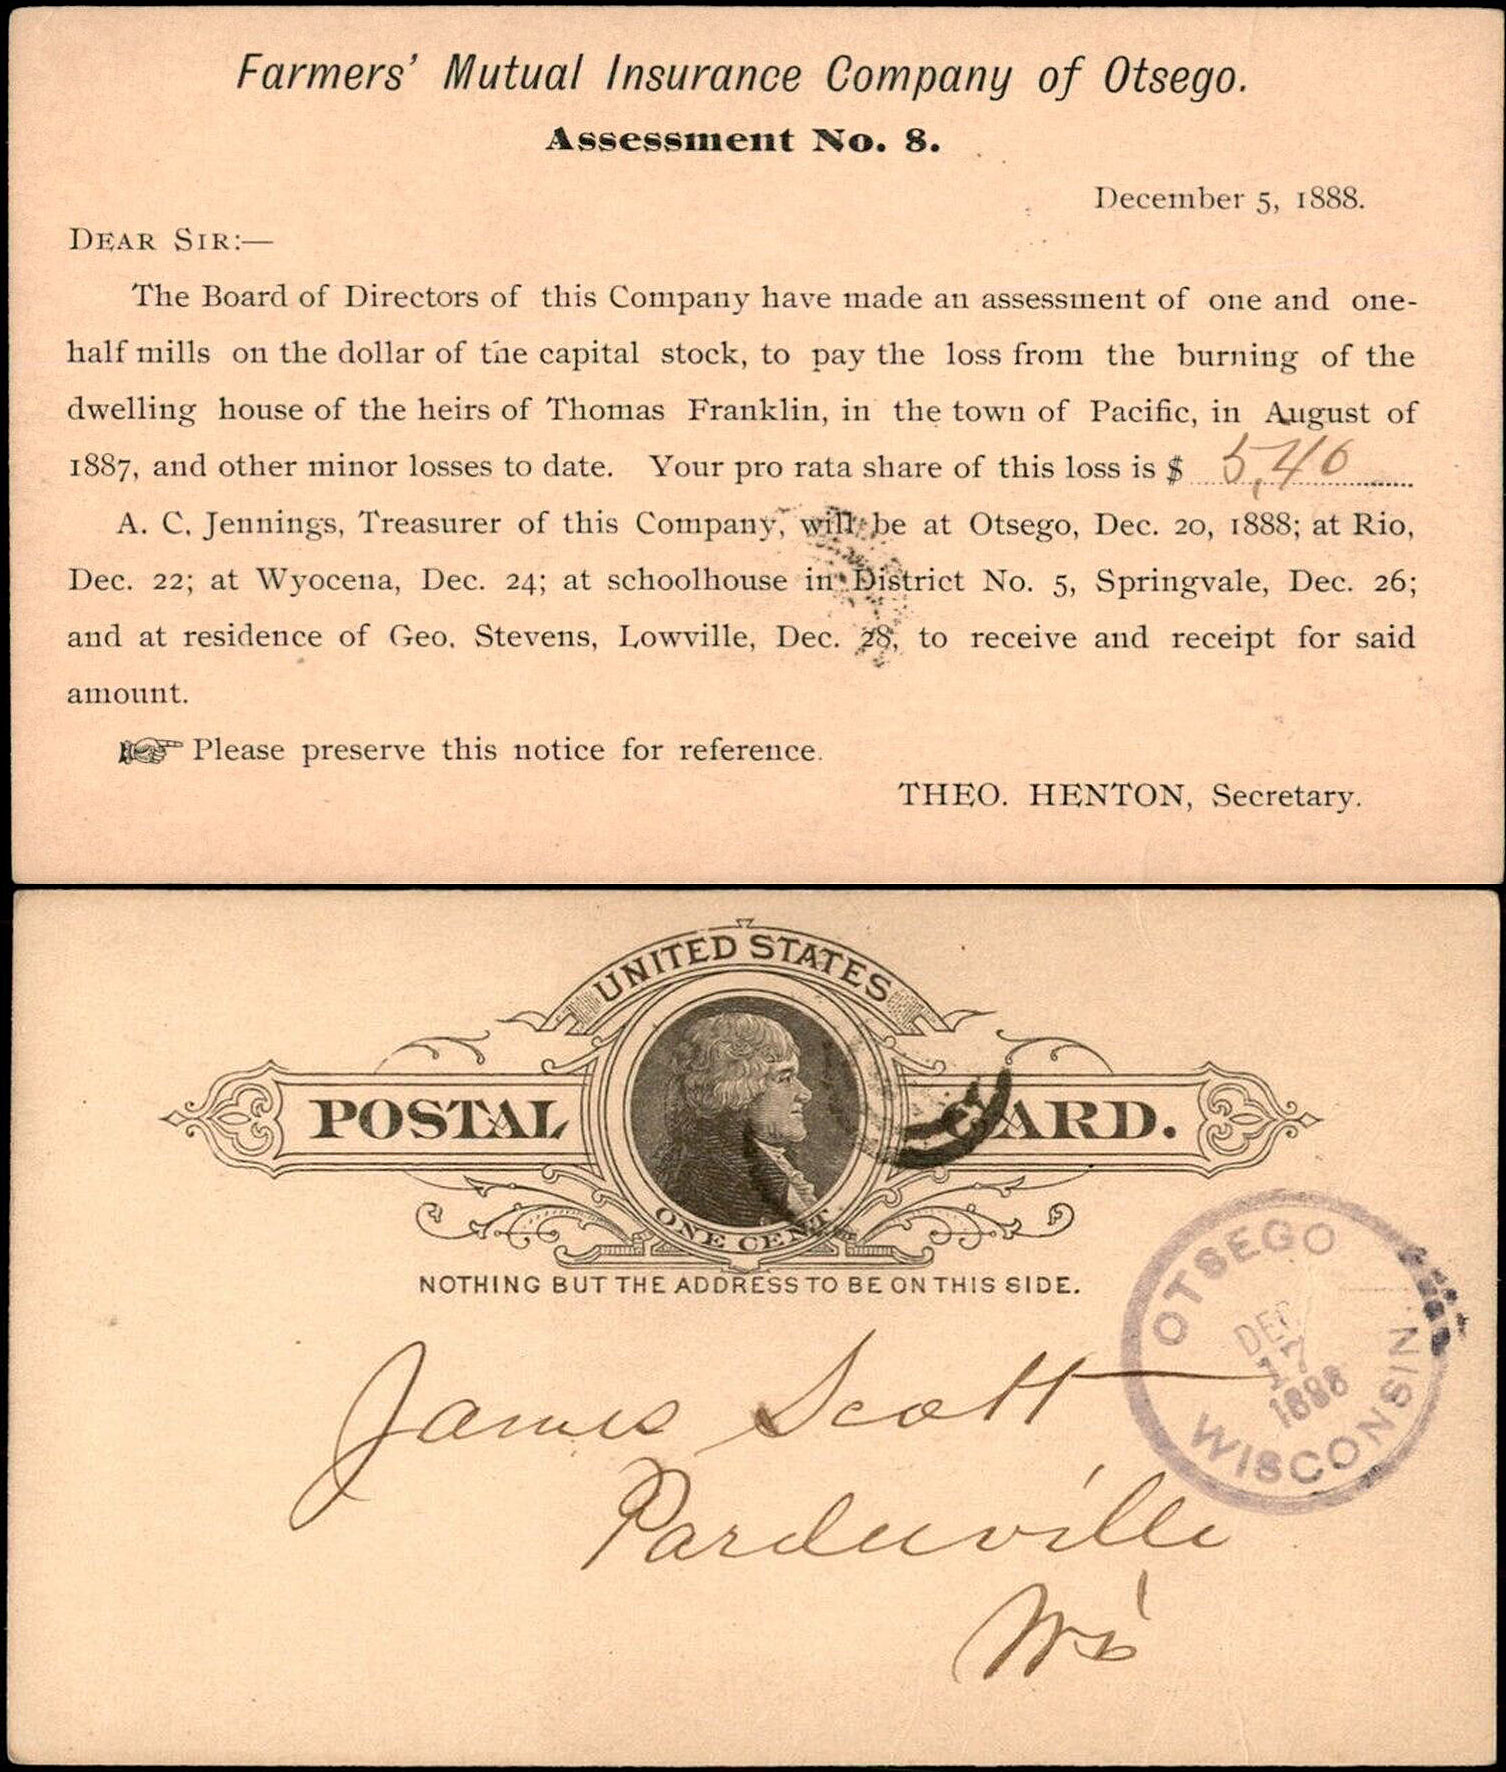 Farmers' Mutual Insurance Company of Otsego.
Assessment No. 8.
December 5, 1888.
DEAR SIR:—
The Board of Directors of this Company have made an assessment of one and one-
half mills on the dollar of the capital stock, to pay the loss from the burning of the
dwelling house of the heirs of Thomas Franklin, in the town of Pacific, in August of
1887, and other minor losses to date. Your pro rata share of this loss is $ 5,40
A. C. Jennings, Treasurer of this Company, will be at Otsego, Dec. 20, 1888; at Rio,
Dec. 22; at Wyocena, Dec. 24; at schoolhouse in District No. 5, Springvale, Dec. 26;
and at residence of Geo. Stevens, Lowville, Dec. 28, to receive and receipt for said
amount.
☞ Please preserve this notice for reference.
THEO. HENTON, Secretary.
UNITED STATES
POSTAL CARD.
ONE CENT
NOTHING BUT THE ADDRESS TO BE ON THIS SIDE.
OTSEGO
DEC
17
1888
WISCONSIN
James Scott
Pardeeville
Wis